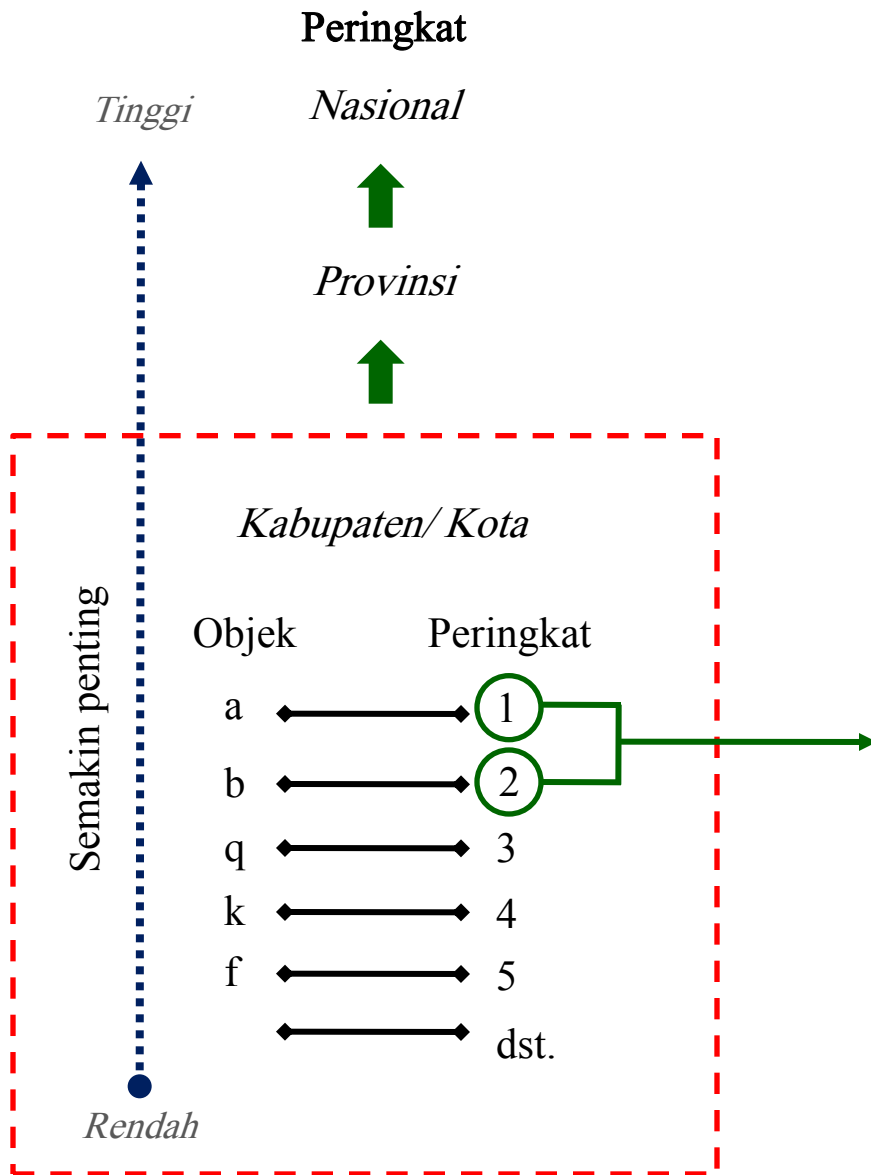 Peringkat
Tinggi
Nasional
Provinsi
Kabupaten/ Kota
Semakin penting
Objek Peringkat
a 1
b 2
q 3
k 4
f 5
dst.
Rendah